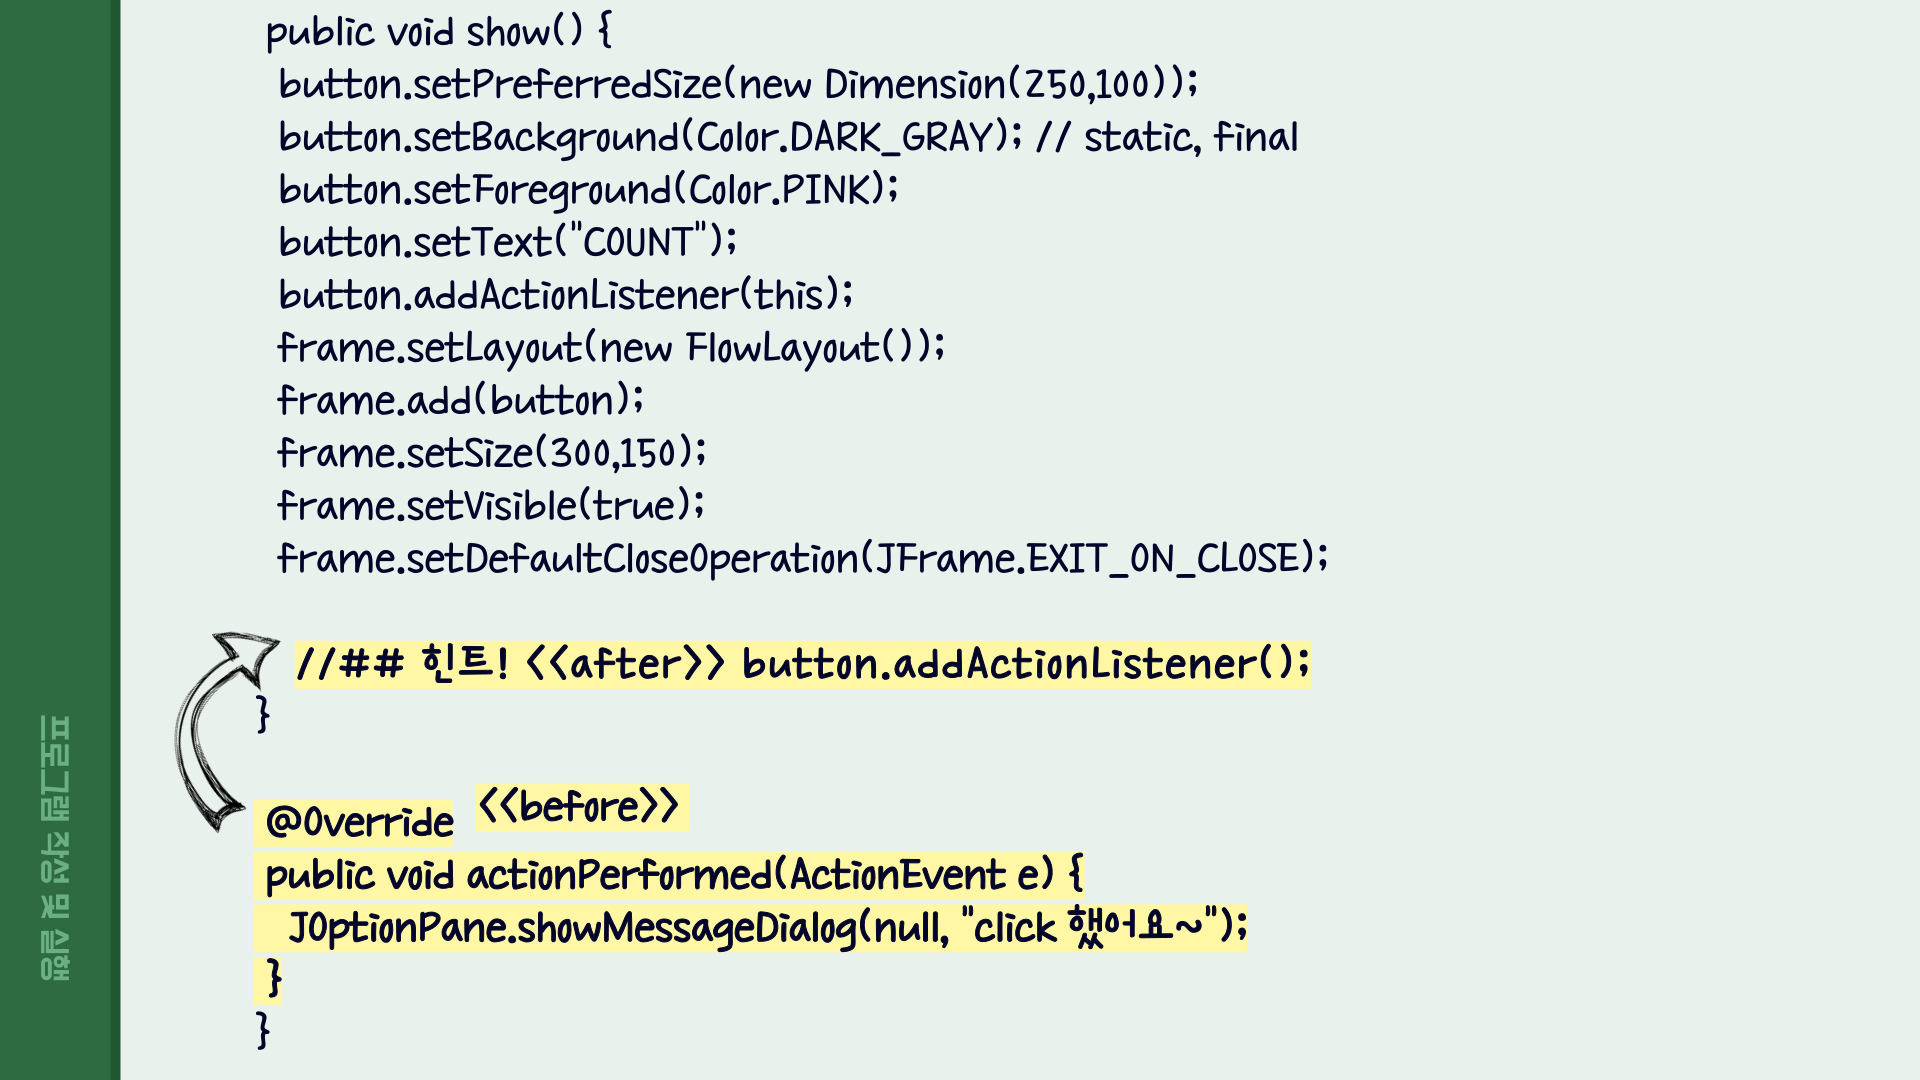 public void show() {
button.setPreferredSize(new Dimension(250,100));
button.setBackground(Color.DARK_GRAY); // static, final
button.setForeground(Color.PINK);
button.setText("COUNT");
button.addActionListener(this);
frame.setLayout(new FlowLayout());
frame.add(button);
frame.setSize(300,150);
frame.setVisible(true);
frame.setDefaultCloseOperation(JFrame.EXIT_ON_CLOSE);
//## 힌트! <<after>> button.addActionListener();
}
@Override <<before>>
public void actionPerformed(ActionEvent e) {
JOptionPane.showMessageDialog(null, "click 했어요~");
}
}
프로그램 작성 및 실행